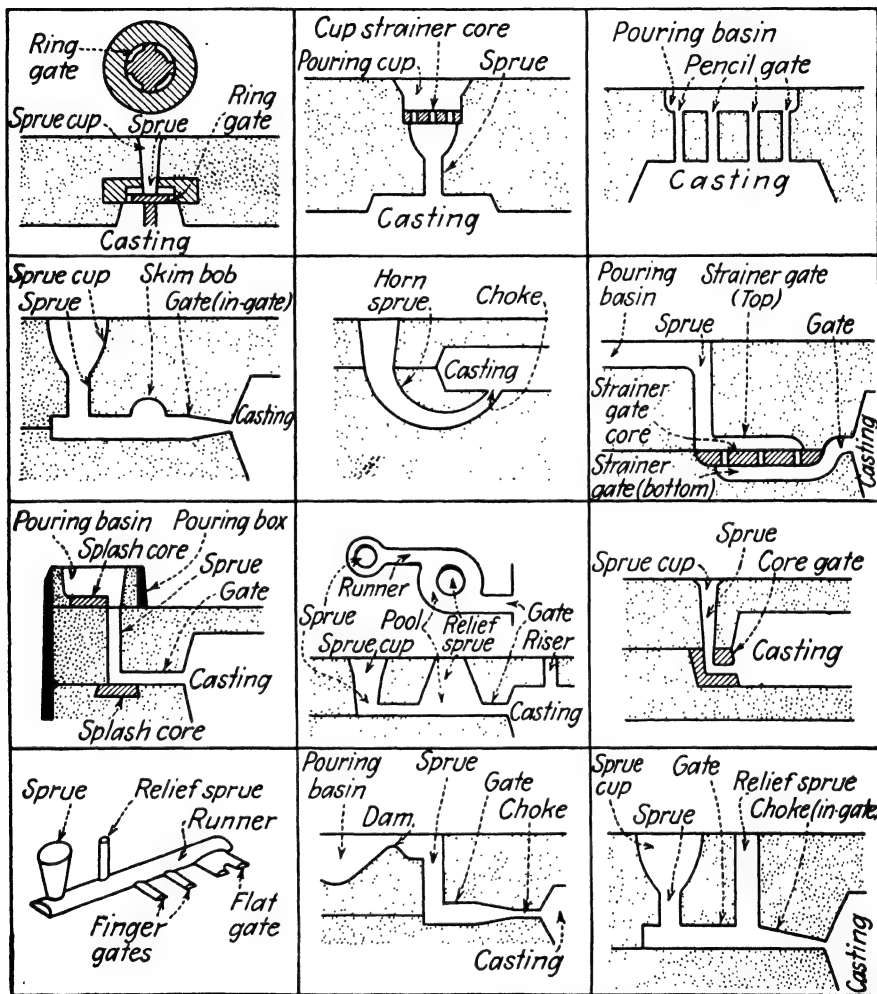 Ring
gate
Ring
gate
Sprue cup
Sprue
Casting
Cup strainer core
Pouring cup
Sprue
Casting
Pouring basin
Pencil gate
Casting
Sprue cup
Sprue
Skim bob
Gate (in-gate)
Casting
Horn
sprue
Choke
Casting
Pouring
basin
Strainer gate
(Top)
Sprue
Gate
Strainer
gate
core
Strainer
gate (bottom)
Casting
Pouring basin
Splash core
Pouring box
Sprue
Gate
Casting
Splash core
Runner
Sprue
Sprue cup
Pool
Relief
sprue
Gate
Riser
Casting
Sprue
Sprue cup
Core gate
Casting
Sprue
Relief sprue
Runner
Finger
gates
Flat
gate
Pouring
basin
Sprue
Dam
Gate
Choke
Casting
Sprue
cup
Gate
Sprue
Relief sprue
Choke (in-gate)
Casting